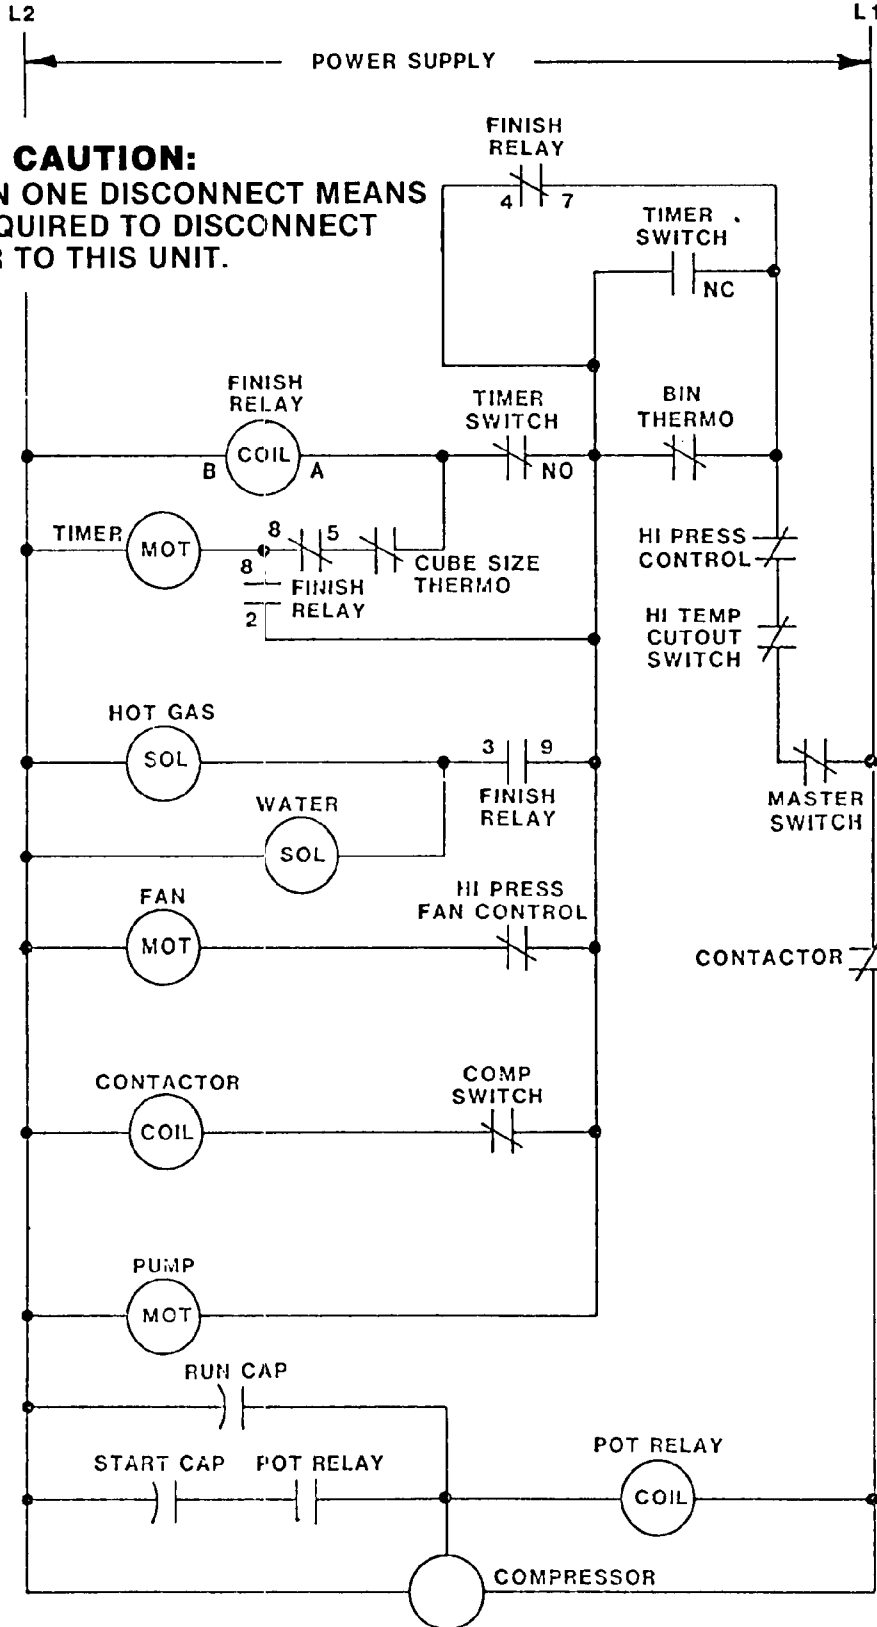 L2
L1
POWER SUPPLY
CAUTION:
ONE DISCONNECT MEANS
TO DISCONNECT
TO THIS UNIT.
FINISH
RELAY
4 7
TIMER
SWITCH
NC
FINISH
RELAY
B COIL A
TIMER
SWITCH
NO
BIN
THERMO
TIMER MOT
8 5
8
2
FINISH
RELAY
CUBE SIZE
THERMO
HI PRESS
CONTROL
HI TEMP
CUTOUT
SWITCH
HOT GAS
SOL
3 9
FINISH
RELAY
MASTER
SWITCH
WATER
SOL
FAN
MOT
HI PRESS
FAN CONTROL
CONTACTOR
CONTACTOR
COIL
COMP
SWITCH
PUMP
MOT
RUN CAP
START CAP POT RELAY
POT RELAY
COIL
COMPRESSOR